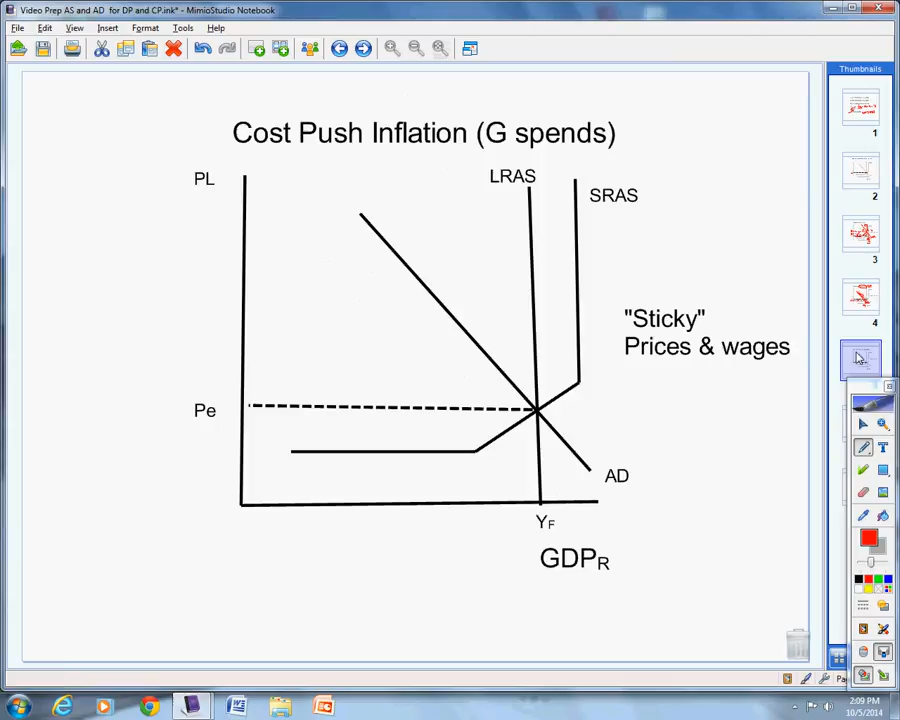 Video Prep AS and AD for DP and CP.ink* - MimioStudio Notebook
File Edit View Insert Format Tools Help
Thumbnails
Cost Push Inflation (G spends)
PL
LRAS
SRAS
"Sticky"
Prices & wages
Pe
AD
YF
GDPR
1
2
3
4
T
2:09 PM
10/5/2014